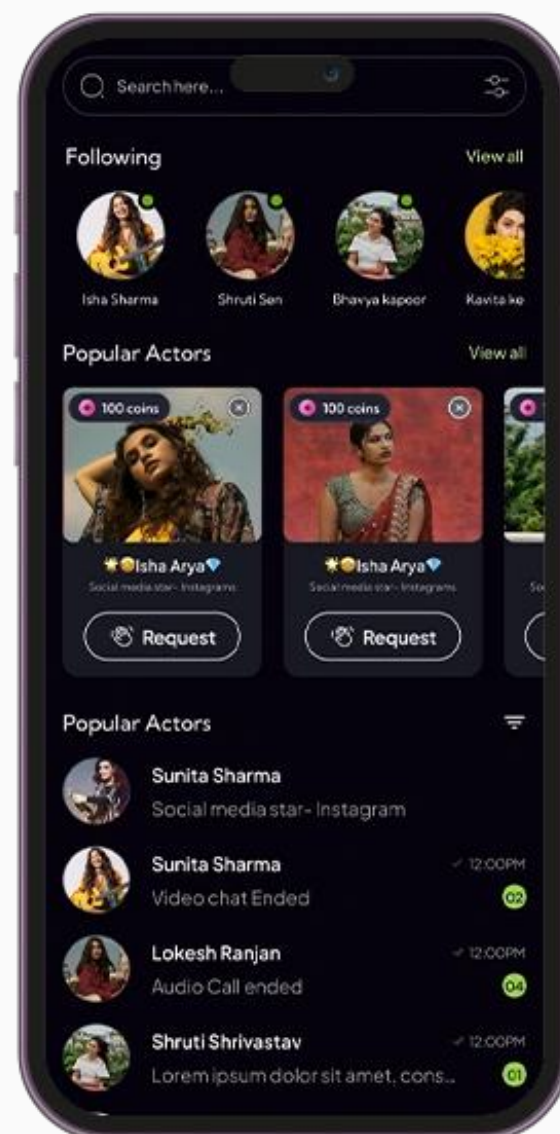 Search here...
Following
View all
Isha Sharma
Shruti Sen
Bhavya kapoor
Kavita ke
Popular Actors
View all
100 coins
100 coins
🌟🤩Isha Arya💎
🌟🤩Isha Arya💎
Social media star- Instagrams
Social media star- Instagrams
So
Request
Request
Popular Actors
Sunita Sharma
Social media star- Instagram
Sunita Sharma
12:00PM
Video chat Ended
02
Lokesh Ranjan
12:00PM
Audio Call ended
04
Shruti Shrivastav
12:00PM
Lorem ipsum dolor sit amet, cons...
01